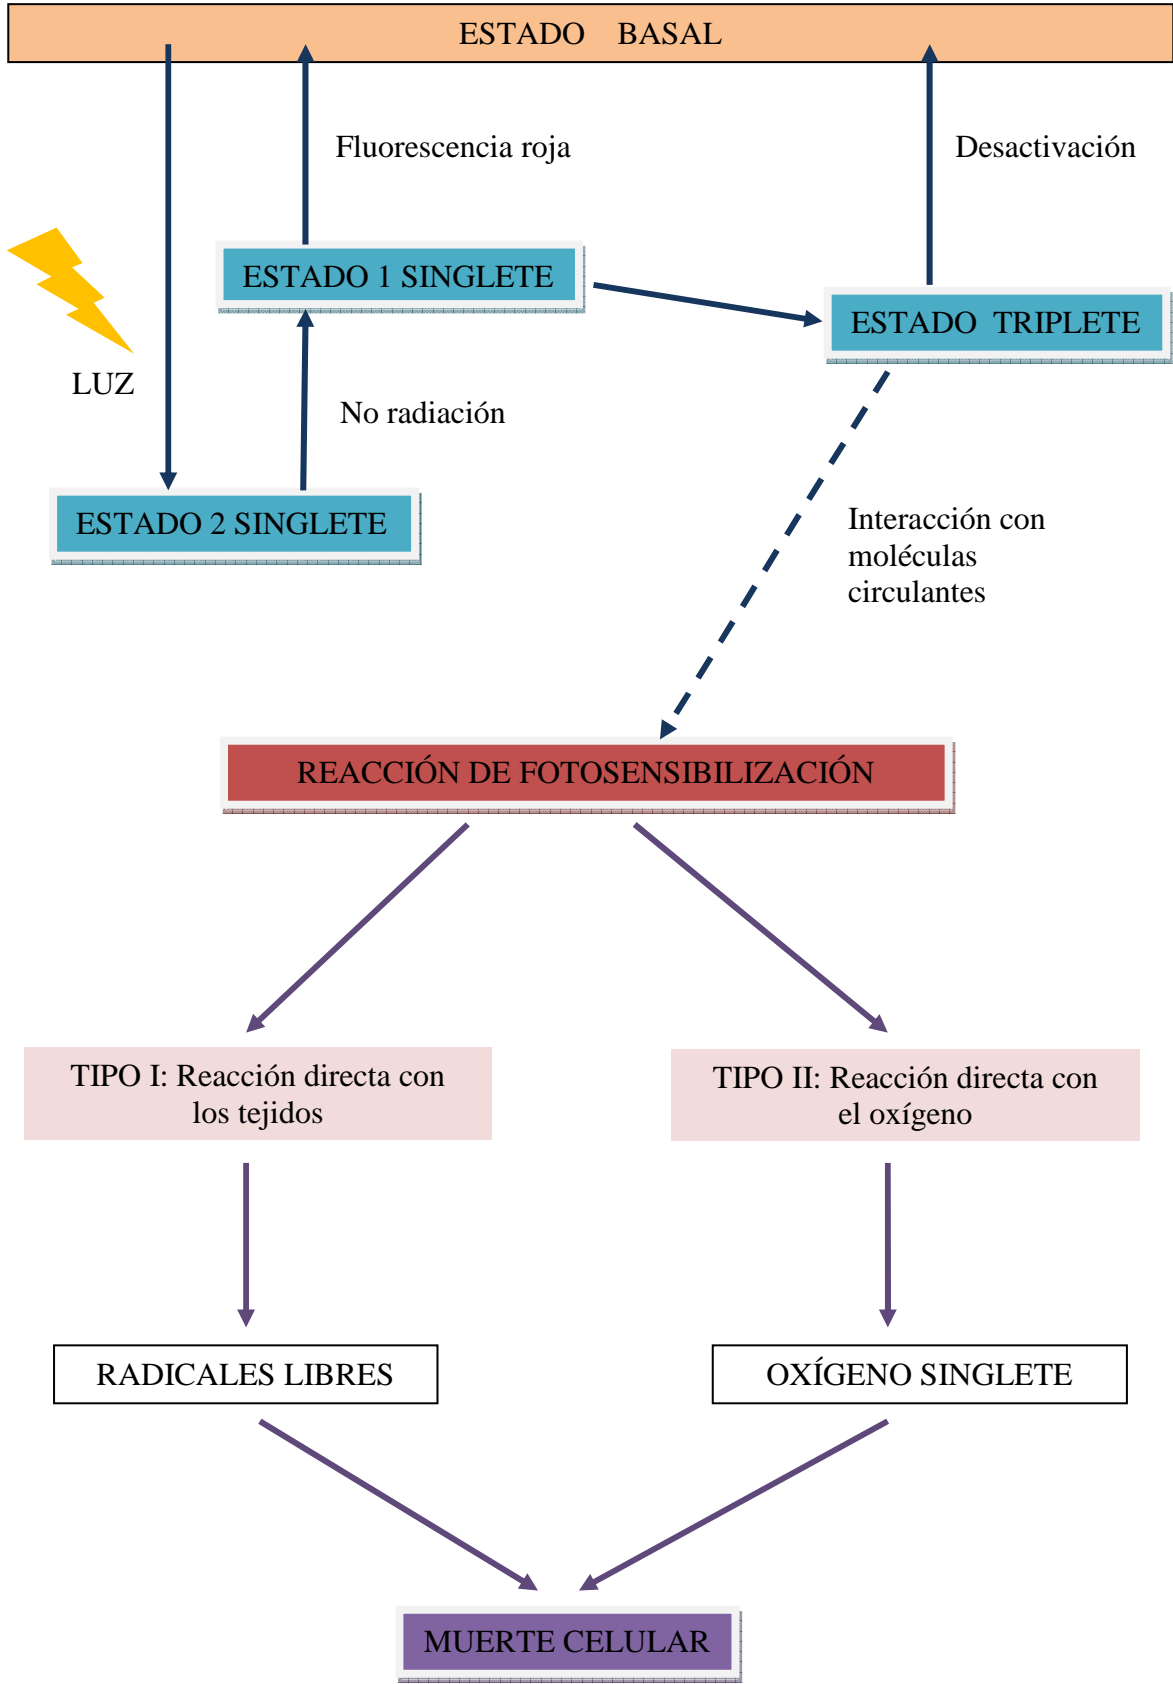 ESTADO BASAL
Fluorescencia roja
Desactivación
ESTADO 1 SINGLETE
ESTADO TRIPLETE
LUZ
No radiación
ESTADO 2 SINGLETE
Interacción con
moléculas
circulantes
REACCIÓN DE FOTOSENSIBILIZACIÓN
TIPO I: Reacción directa con
los tejidos
TIPO II: Reacción directa con
el oxígeno
RADICALES LIBRES
OXÍGENO SINGLETE
MUERTE CELULAR